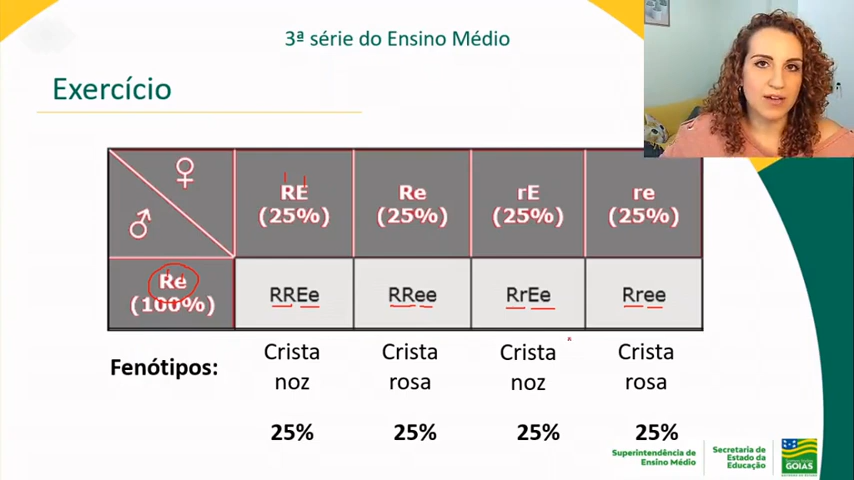 3ª série do Ensino Médio
Exercício
♀
♂
RE
(25%)
Re
(25%)
rE
(25%)
re
(25%)
Re
(100%)
RREe
RRee
RrEe
Rree
Fenótipos:
Crista
noz
Crista
rosa
Crista
noz
Crista
rosa
25%
25%
25%
25%
Superintendência de
Ensino Médio
Secretaria de
Estado da
Educação
GOIÁS